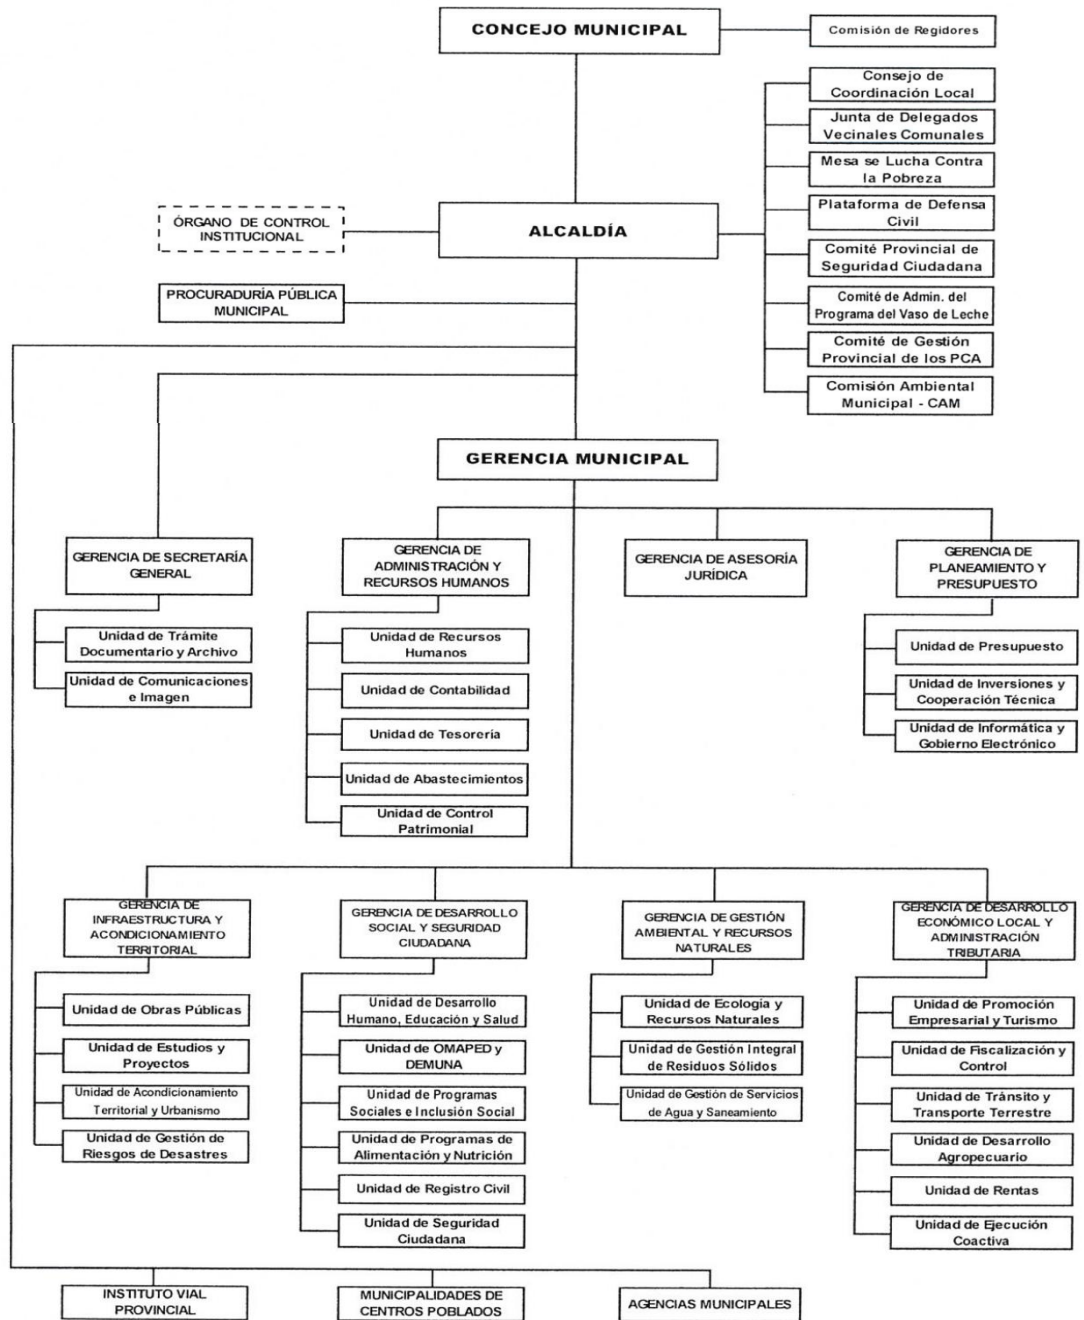 CONCEJO MUNICIPAL
Comisión de Regidores
Consejo de
Coordinación Local
Junta de Delegados
Vecinales Comunales
Mesa se Lucha Contra
la Pobreza
ÓRGANO DE CONTROL
INSTITUCIONAL
ALCALDÍA
Plataforma de Defensa
Civil
Comité Provincial de
Seguridad Ciudadana
PROCURADURÍA PÚBLICA
MUNICIPAL
Comité de Admin. del
Programa del Vaso de Leche
Comité de Gestión
Provincial de los PCA
Comisión Ambiental
Municipal - CAM
GERENCIA MUNICIPAL
GERENCIA DE SECRETARÍA
GENERAL
GERENCIA DE
ADMINISTRACIÓN Y
RECURSOS HUMANOS
GERENCIA DE ASESORÍA
JURÍDICA
GERENCIA DE
PLANEAMIENTO Y
PRESUPUESTO
Unidad de Trámite
Documentario y Archivo
Unidad de Comunicaciones
e Imagen
Unidad de Recursos
Humanos
Unidad de Contabilidad
Unidad de Tesorería
Unidad de Abastecimientos
Unidad de Control
Patrimonial
Unidad de Presupuesto
Unidad de Inversiones y
Cooperación Técnica
Unidad de Informática y
Gobierno Electrónico
GERENCIA DE
INFRAESTRUCTURA Y
ACONDICIONAMIENTO
TERRITORIAL
GERENCIA DE DESARROLLO
SOCIAL Y SEGURIDAD
CIUDADANA
GERENCIA DE GESTIÓN
AMBIENTAL Y RECURSOS
NATURALES
GERENCIA DE DESARROLLO
ECONÓMICO LOCAL Y
ADMINISTRACIÓN
TRIBUTARIA
Unidad de Obras Públicas
Unidad de Estudios y
Proyectos
Unidad de Acondicionamiento
Territorial y Urbanismo
Unidad de Gestión de
Riesgos de Desastres
Unidad de Desarrollo
Humano, Educación y Salud
Unidad de OMAPED y
DEMUNA
Unidad de Programas
Sociales e Inclusión Social
Unidad de Programas de
Alimentación y Nutrición
Unidad de Registro Civil
Unidad de Seguridad
Ciudadana
Unidad de Ecología y
Recursos Naturales
Unidad de Gestión Integral
de Residuos Sólidos
Unidad de Gestión de Servicios
de Agua y Saneamiento
Unidad de Promoción
Empresarial y Turismo
Unidad de Fiscalización y
Control
Unidad de Tránsito y
Transporte Terrestre
Unidad de Desarrollo
Agropecuario
Unidad de Rentas
Unidad de Ejecución
Coactiva
INSTITUTO VIAL
PROVINCIAL
MUNICIPALIDADES DE
CENTROS POBLADOS
AGENCIAS MUNICIPALES